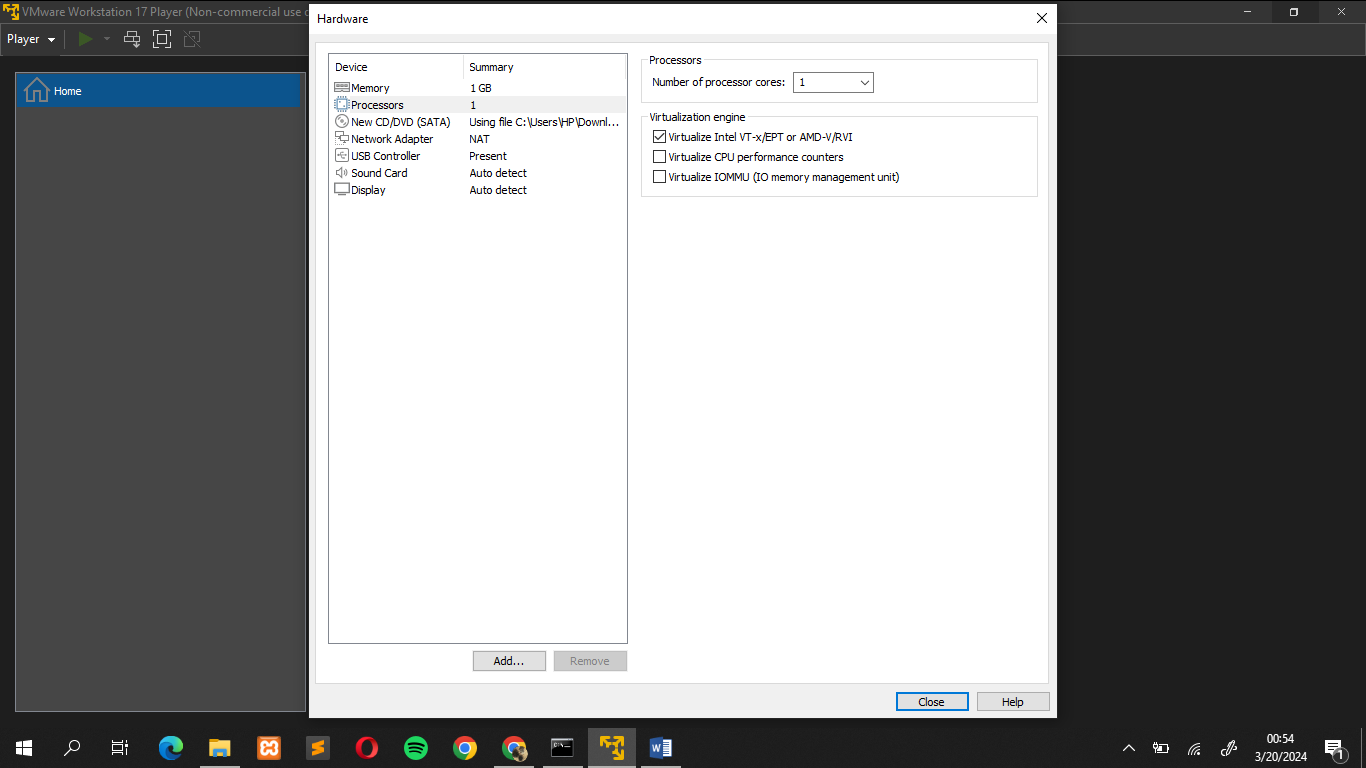 VMware Workstation 17 Player (Non-commercial use o
Hardware
Player
Home
Device Summary
Memory 1 GB
Processors 1
New CD/DVD (SATA) Using file C:\Users\HP\Downl...
Network Adapter NAT
USB Controller Present
Sound Card Auto detect
Display Auto detect
Add...
Remove
Processors
Number of processor cores: 1
Virtualization engine
Virtualize Intel VT-x/EPT or AMD-V/RVI
Virtualize CPU performance counters
Virtualize IOMMU (IO memory management unit)
Close
Help
00:54
3/20/2024
1